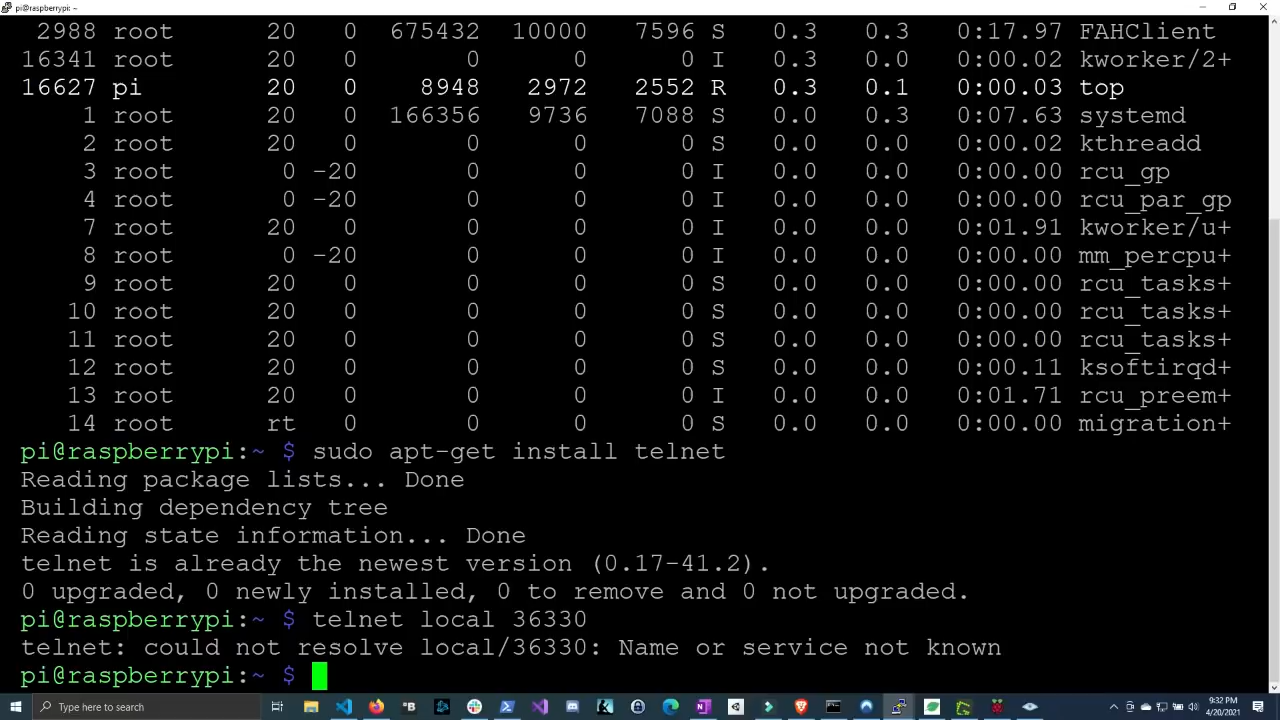 pi@raspberrypi: ~
2988 root 20 0 675432 10000 7596 S 0.3 0.3 0:17.97 FAHClient
16341 root 20 0 0 0 0 I 0.3 0.0 0:00.02 kworker/2+
16627 pi 20 0 8948 2972 2552 R 0.3 0.1 0:00.03 top
1 root 20 0 166356 9736 7088 S 0.0 0.3 0:07.63 systemd
2 root 20 0 0 0 0 S 0.0 0.0 0:00.02 kthreadd
3 root 0 -20 0 0 0 I 0.0 0.0 0:00.00 rcu_gp
4 root 0 -20 0 0 0 I 0.0 0.0 0:00.00 rcu_par_gp
7 root 20 0 0 0 0 I 0.0 0.0 0:01.91 kworker/u+
8 root 0 -20 0 0 0 I 0.0 0.0 0:00.00 mm_percpu+
9 root 20 0 0 0 0 S 0.0 0.0 0:00.00 rcu_tasks+
10 root 20 0 0 0 0 S 0.0 0.0 0:00.00 rcu_tasks+
11 root 20 0 0 0 0 S 0.0 0.0 0:00.00 rcu_tasks+
12 root 20 0 0 0 0 S 0.0 0.0 0:00.11 ksoftirqd+
13 root 20 0 0 0 0 I 0.0 0.0 0:01.71 rcu_preem+
14 root rt 0 0 0 0 S 0.0 0.0 0:00.00 migration+
pi@raspberrypi:~ $ sudo apt-get install telnet
Reading package lists... Done
Building dependency tree
Reading state information... Done
telnet is already the newest version (0.17-41.2).
0 upgraded, 0 newly installed, 0 to remove and 0 not upgraded.
pi@raspberrypi:~ $ telnet local 36330
telnet: could not resolve local/36330: Name or service not known
pi@raspberrypi:~ $
Type here to search
9:32 PM
4/20/2021